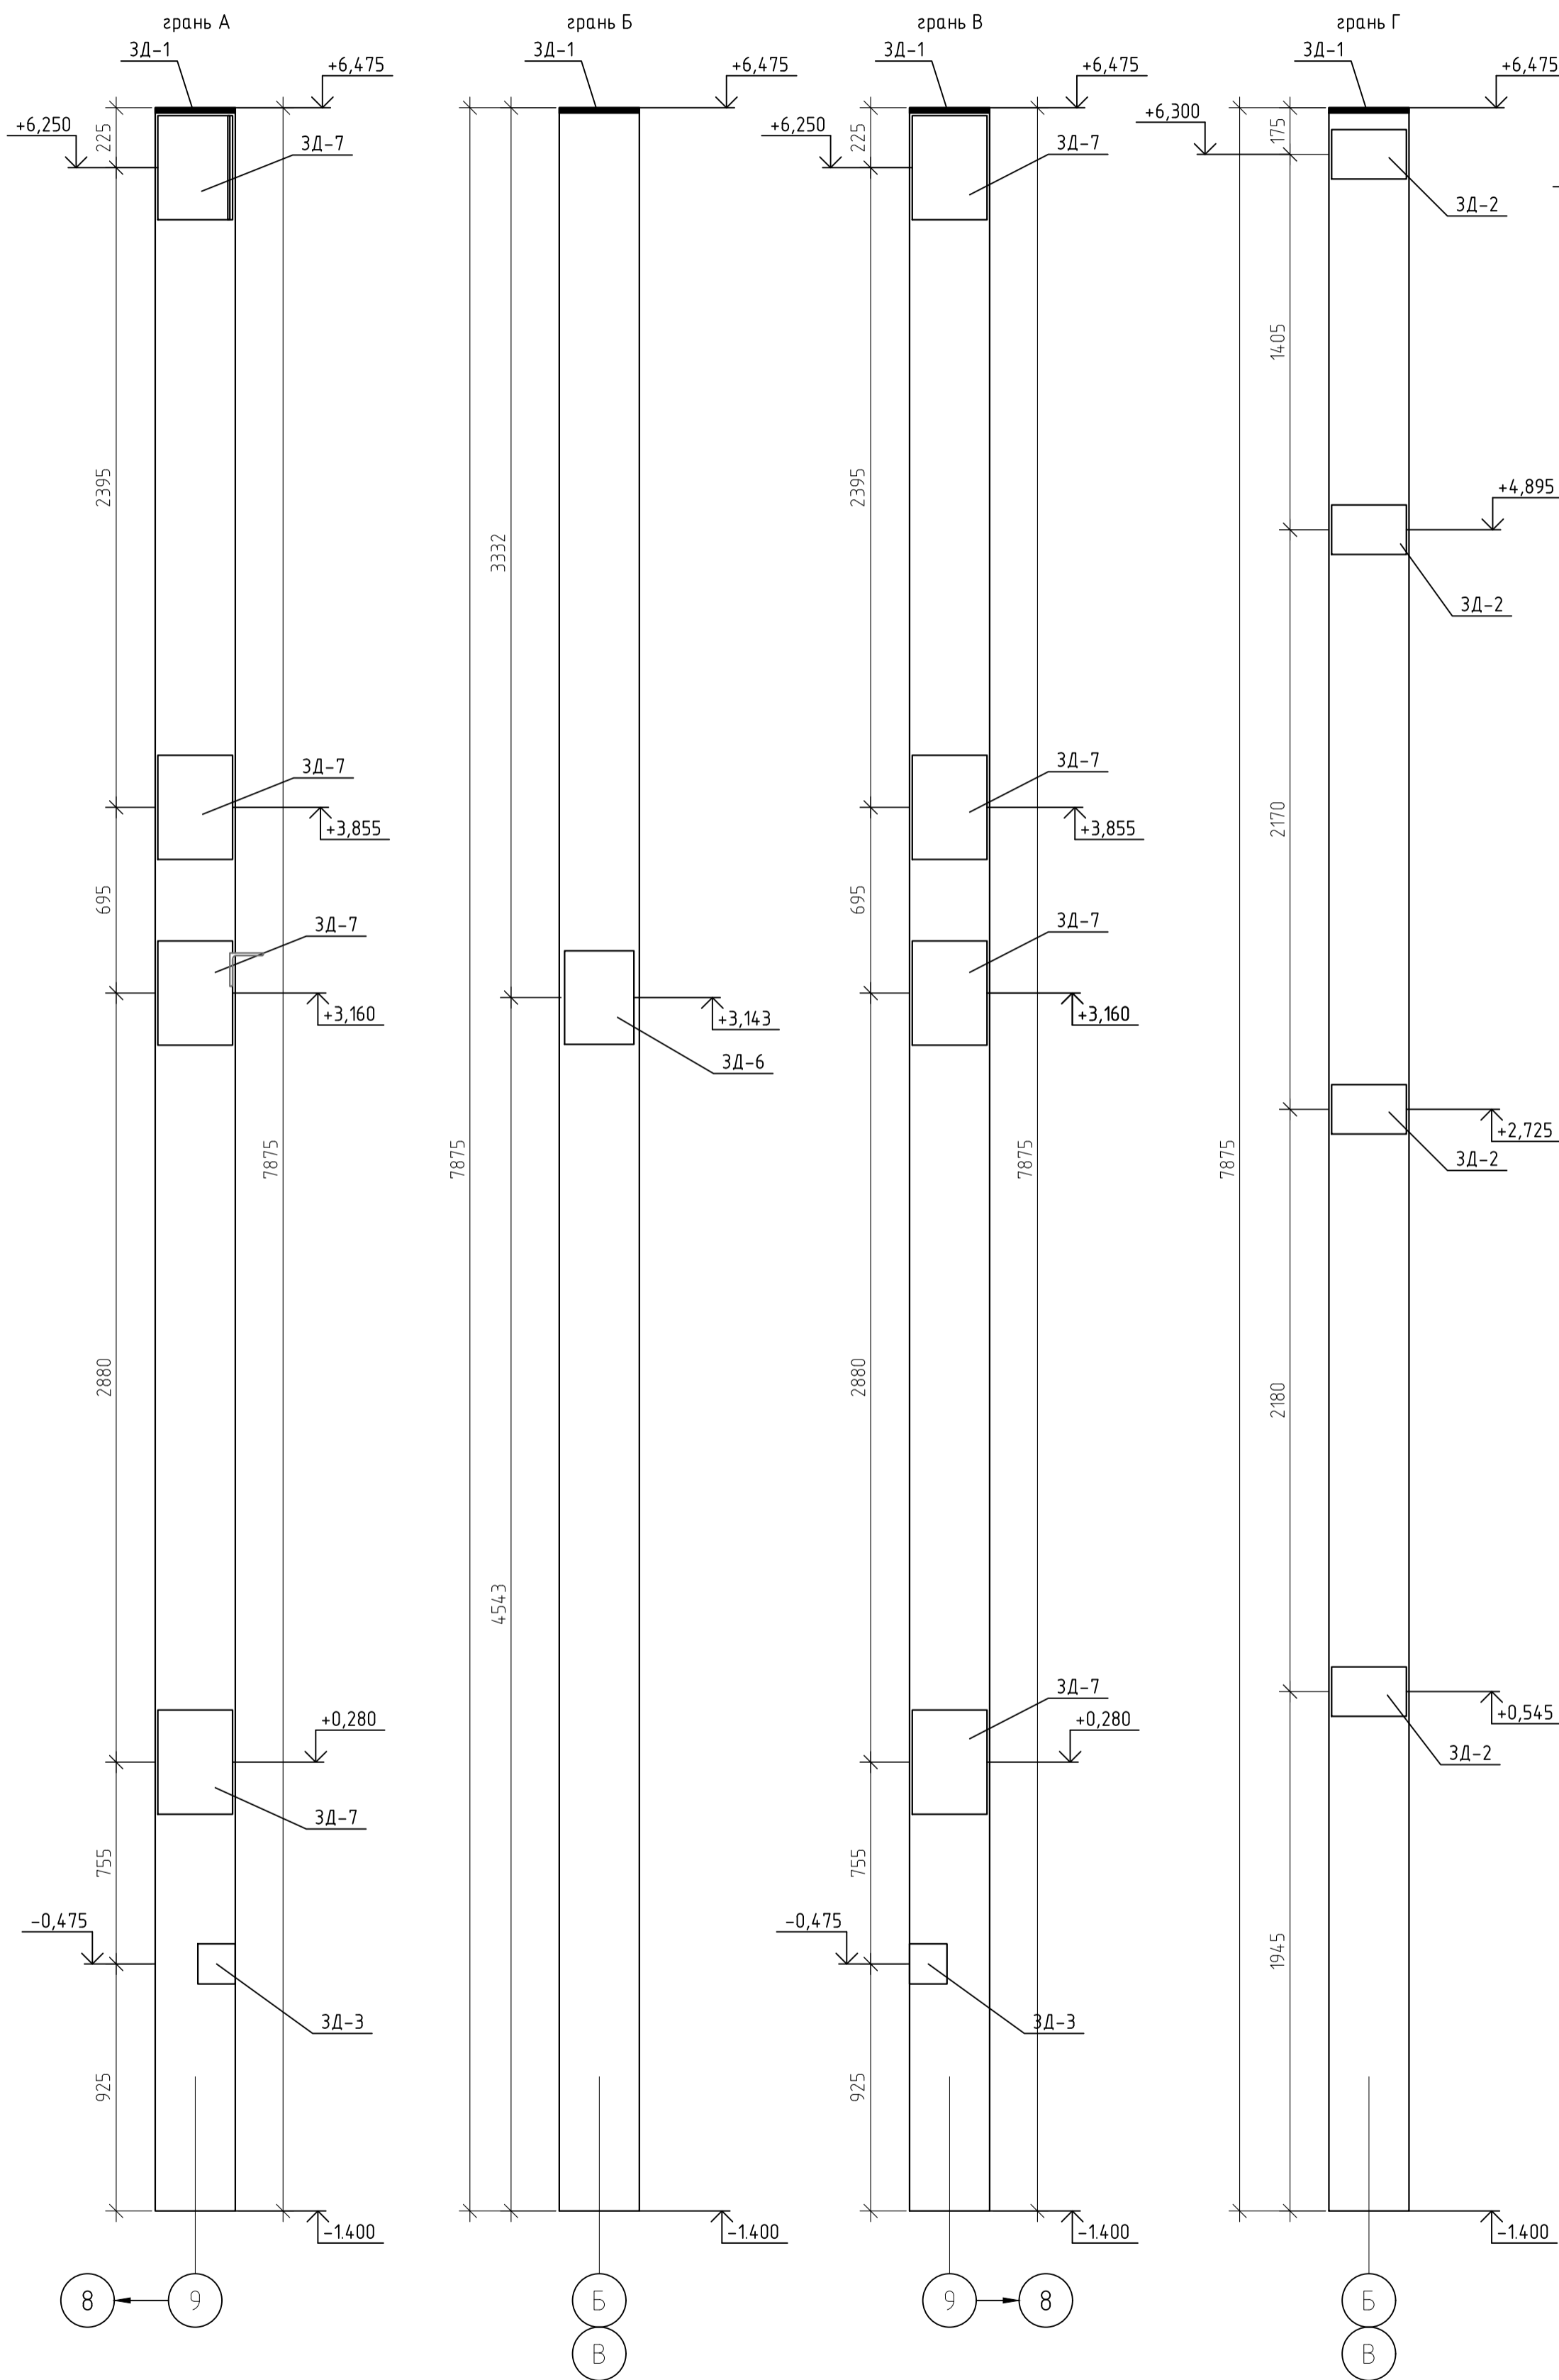 грань А
ЗД-1
+6,475
+6,250
225
ЗД-7
2395
ЗД-7
+3,855
695
ЗД-7
+3,160
7875
2880
+0,280
ЗД-7
755
-0,475
ЗД-3
925
-1.400
8
9
грань Б
ЗД-1
+6,475
3332
+3,143
ЗД-6
7875
4543
-1.400
Б
В
грань В
ЗД-1
+6,475
+6,250
225
ЗД-7
2395
ЗД-7
+3,855
695
ЗД-7
+3,160
7875
2880
ЗД-7
+0,280
755
-0,475
ЗД-3
925
-1.400
9
8
грань Г
ЗД-1
+6,475
+6,300
175
ЗД-2
1405
+4,895
ЗД-2
2170
+2,725
ЗД-2
7875
2180
+0,545
ЗД-2
1945
-1.400
Б
В